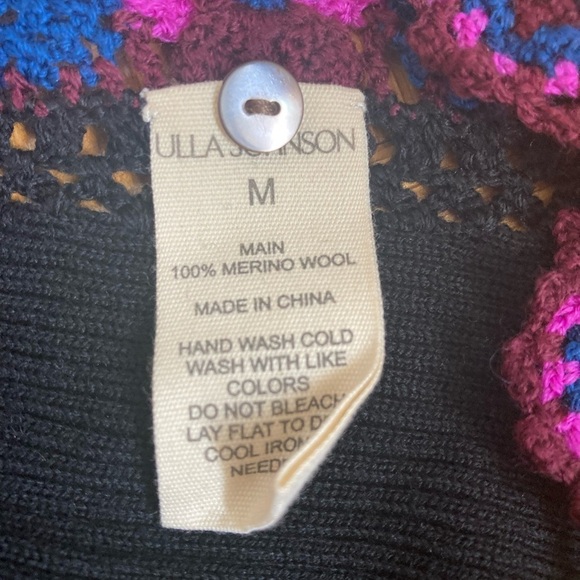 ULLA JOHNSON
M
MAIN
100% MERINO WOOL
MADE IN CHINA
HAND WASH COLD
WASH WITH LIKE
COLORS
DO NOT BLEACH
LAY FLAT TO
COOL IRON